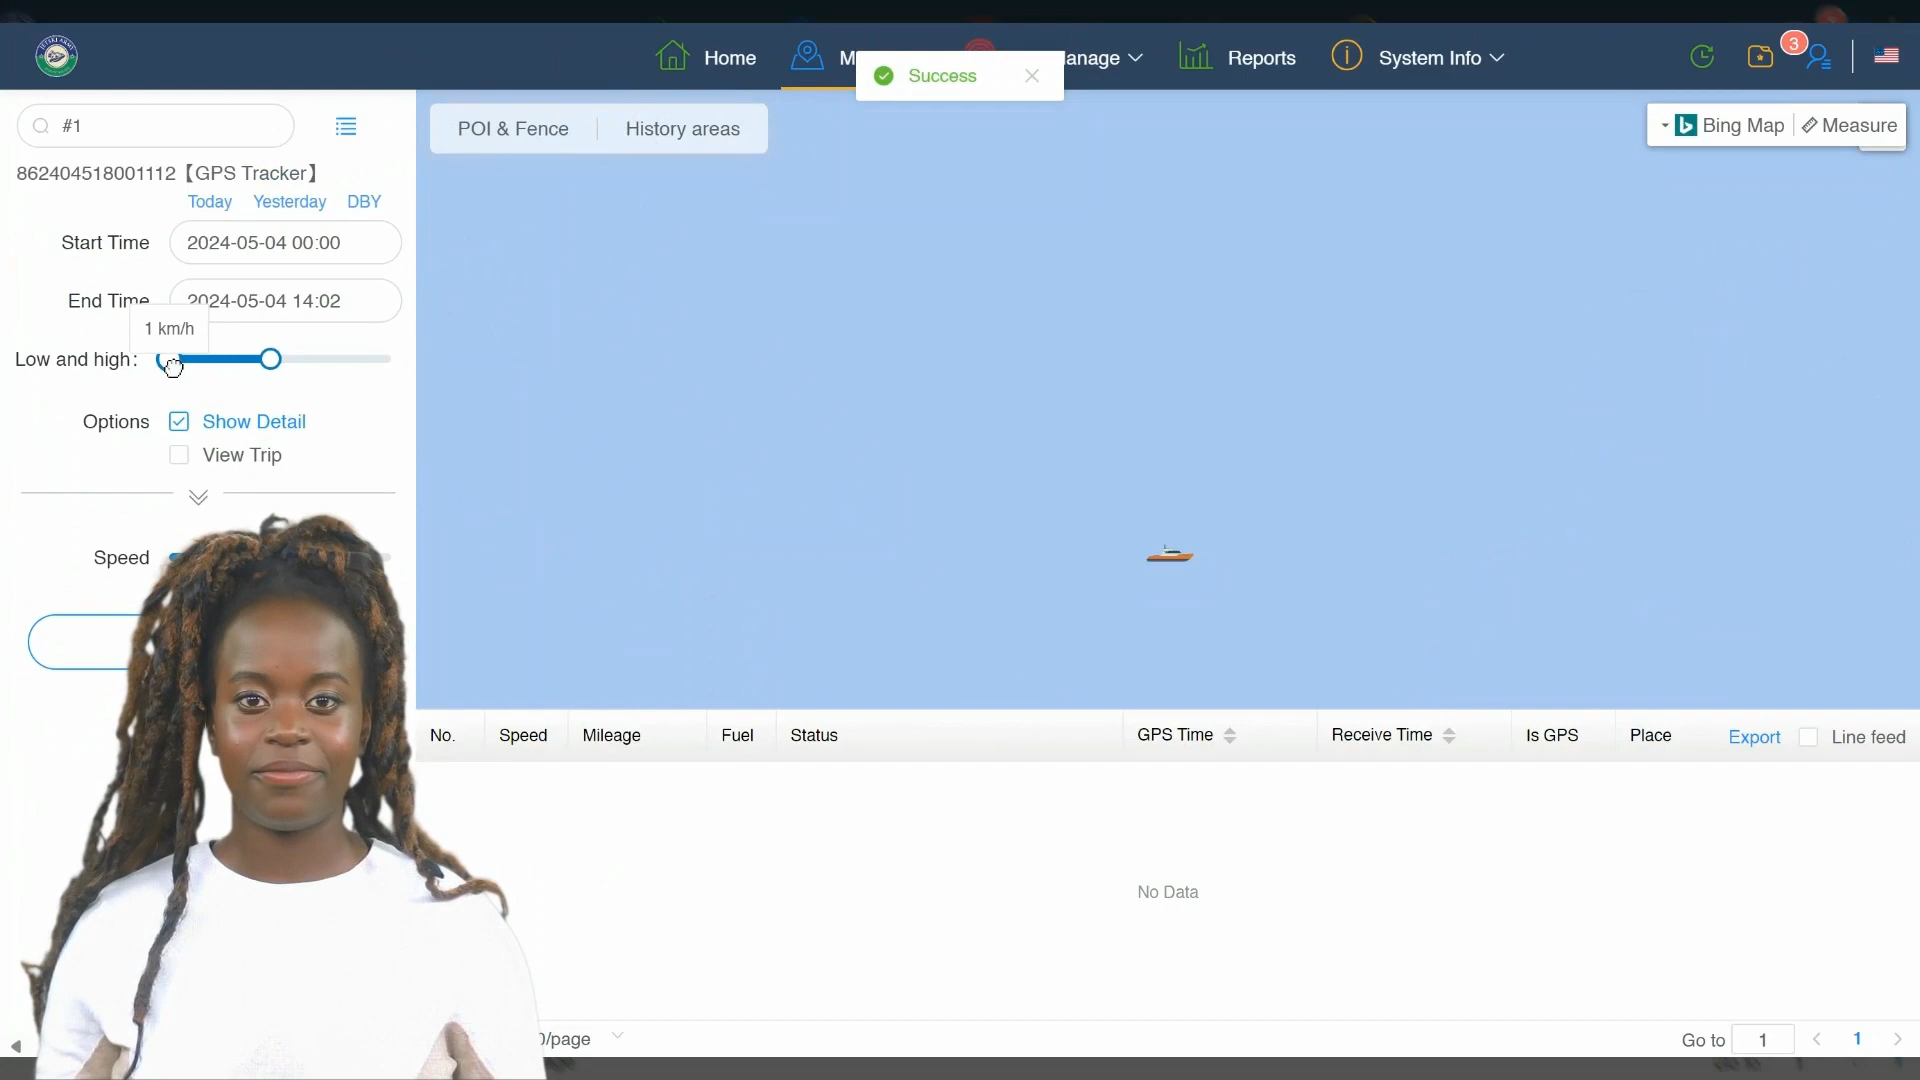 Home
M
Success
anage
Reports
System Info
3
#1
862404518001112【GPS Tracker】
Today Yesterday DBY
Start Time 2024-05-04 00:00
End Time 2024-05-04 14:02
1 km/h
Low and high:
Options Show Detail
View Trip
Speed
POI & Fence History areas
Bing Map Measure
No. Speed Mileage Fuel Status GPS Time Receive Time Is GPS Place Export Line feed
No Data
0/page
Go to 1 1